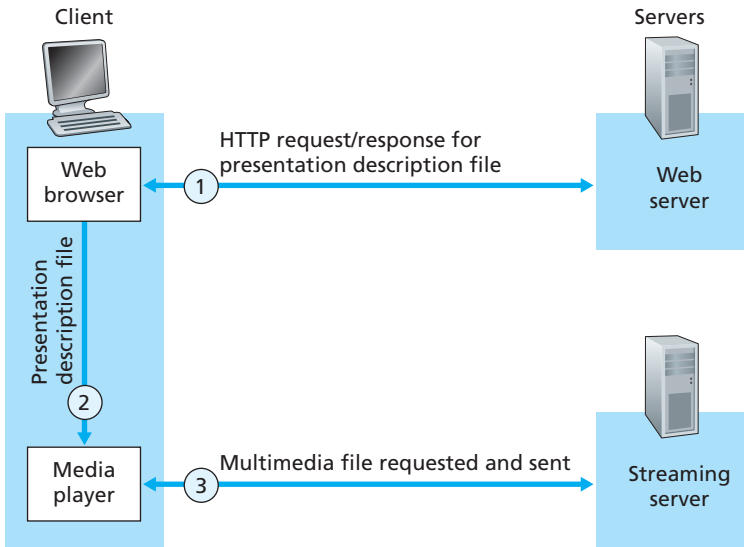 Client
Servers
HTTP request/response for
presentation description file
Web
browser
1
Web
server
Presentation
description file
2
Media
player
3
Multimedia file requested and sent
Streaming
server